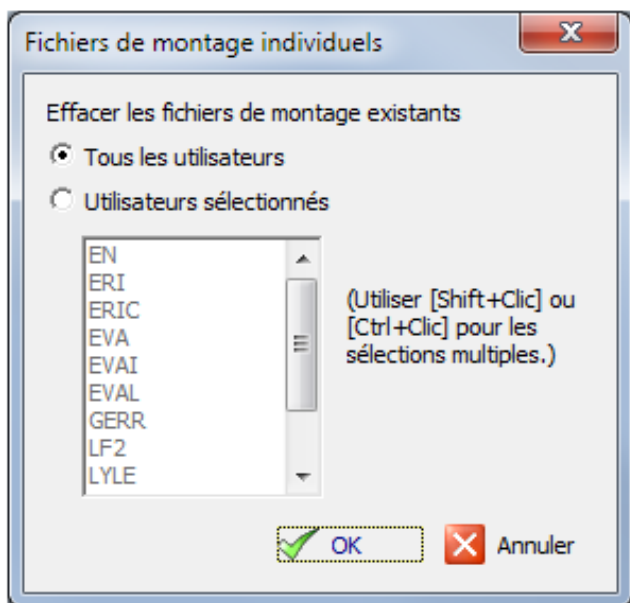 Fichiers de montage individuels
Effacer les fichiers de montage existants
Tous les utilisateurs
Utilisateurs sélectionnés
EN
ERI
ERIC
EVA
EVAI
EVAL
GERR
LF2
LYLE
(Utiliser [Shift+Clic] ou
[Ctrl+Clic] pour les
sélections multiples.)
OK
Annuler